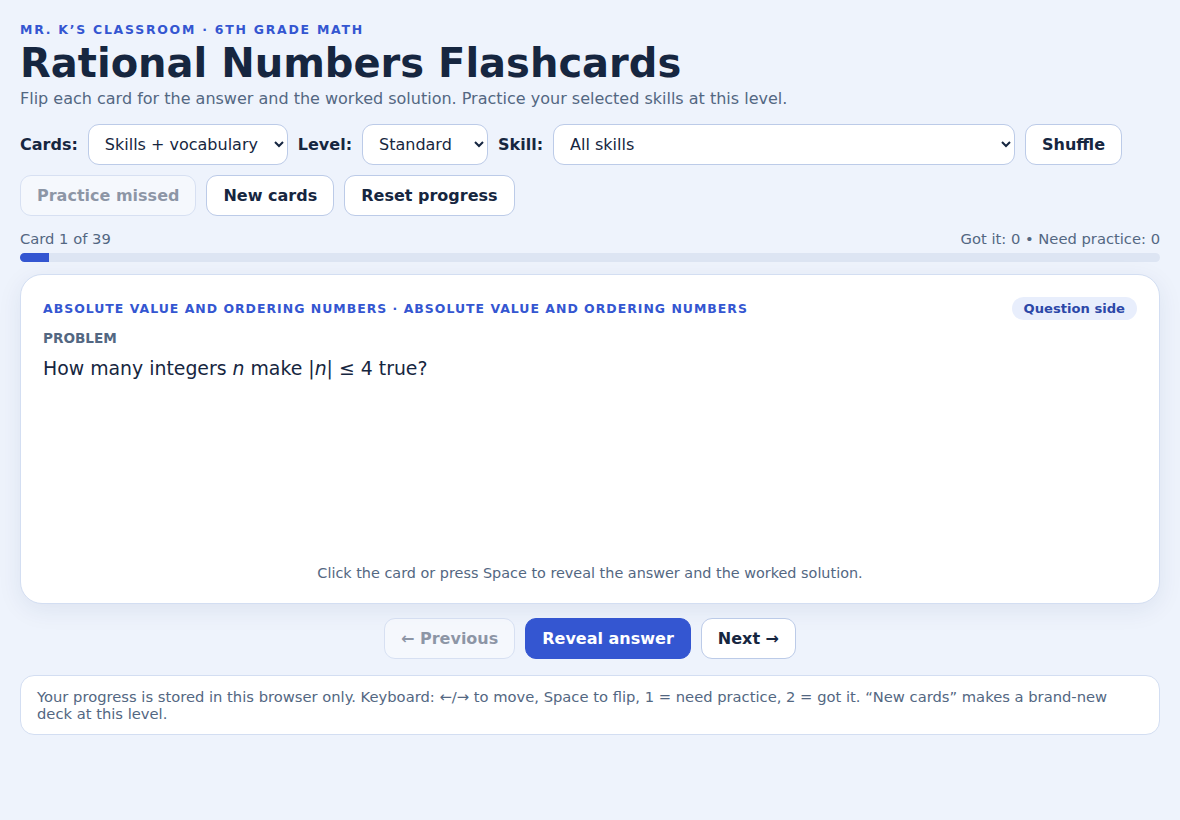 MR. K’S CLASSROOM · 6TH GRADE MATH
Rational Numbers Flashcards
Flip each card for the answer and the worked solution. Practice your selected skills at this level.
Cards: Skills + vocabulary Level: Standard Skill: All skills Shuffle
Practice missed New cards Reset progress
Card 1 of 39 Got it: 0 • Need practice: 0
ABSOLUTE VALUE AND ORDERING NUMBERS · ABSOLUTE VALUE AND ORDERING NUMBERS Question side
PROBLEM
How many integers n make |n| ≤ 4 true?
Click the card or press Space to reveal the answer and the worked solution.
← Previous Reveal answer Next →
Your progress is stored in this browser only. Keyboard: ←/→ to move, Space to flip, 1 = need practice, 2 = got it. “New cards” makes a brand-new
deck at this level.